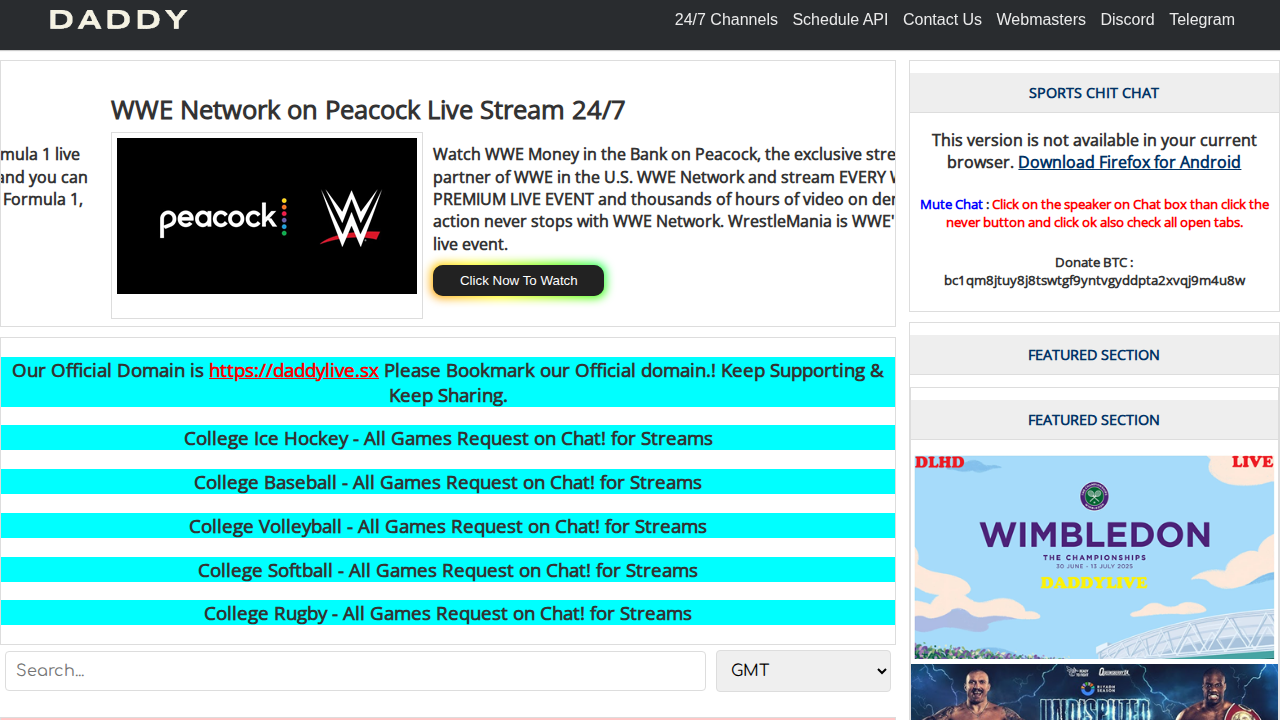 DADDY
24/7 Channels Schedule API Contact Us Webmasters Discord Telegram
mula 1 live
and you can
Formula 1,
WWE Network on Peacock Live Stream 24/7
peacock
W
Watch WWE Money in the Bank on Peacock, the exclusive stre
partner of WWE in the U.S. WWE Network and stream EVERY W
PREMIUM LIVE EVENT and thousands of hours of video on den
action never stops with WWE Network. WrestleMania is WWE'
live event.
Click Now To Watch
Our Official Domain is https://daddylive.sx Please Bookmark our Official domain.! Keep Supporting &
Keep Sharing.
College Ice Hockey - All Games Request on Chat! for Streams
College Baseball - All Games Request on Chat! for Streams
College Volleyball - All Games Request on Chat! for Streams
College Softball - All Games Request on Chat! for Streams
College Rugby - All Games Request on Chat! for Streams
Search...
GMT
SPORTS CHIT CHAT
This version is not available in your current
browser. Download Firefox for Android
Mute Chat : Click on the speaker on Chat box than click the
never button and click ok also check all open tabs.
Donate BTC :
bc1qm8jtuy8j8tswtgf9yntvgyddpta2xvqj9m4u8w
FEATURED SECTION
FEATURED SECTION
DLHD LIVE
WIMBLEDON
THE CHAMPIONSHIPS
30 JUNE - 13 JULY 2025
DADDYLIVE
RIYADH
SEASON
UNDISPUTED